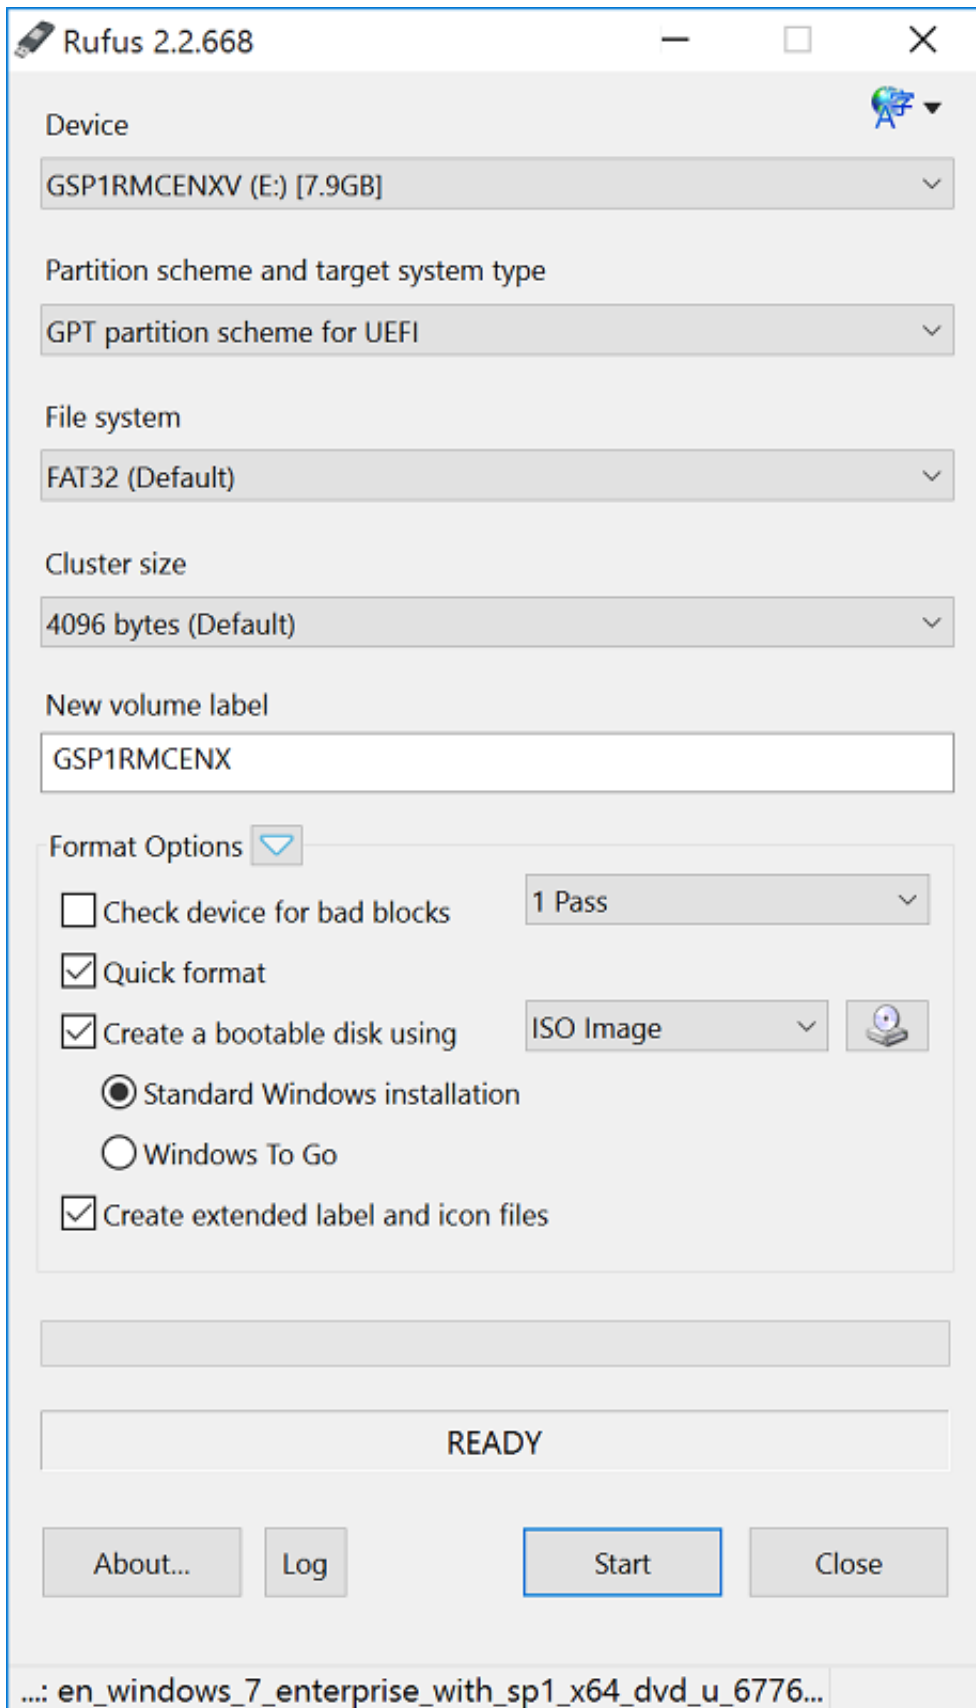 Rufus 2.2.668
Device
GSP1RMCENXV (E:) [7.9GB]
Partition scheme and target system type
GPT partition scheme for UEFI
File system
FAT32 (Default)
Cluster size
4096 bytes (Default)
New volume label
GSP1RMCENX
Format Options
Check device for bad blocks 1 Pass
Quick format
Create a bootable disk using ISO Image
Standard Windows installation
Windows To Go
Create extended label and icon files
READY
About... Log Start Close
...: en_windows_7_enterprise_with_sp1_x64_dvd_u_6776...